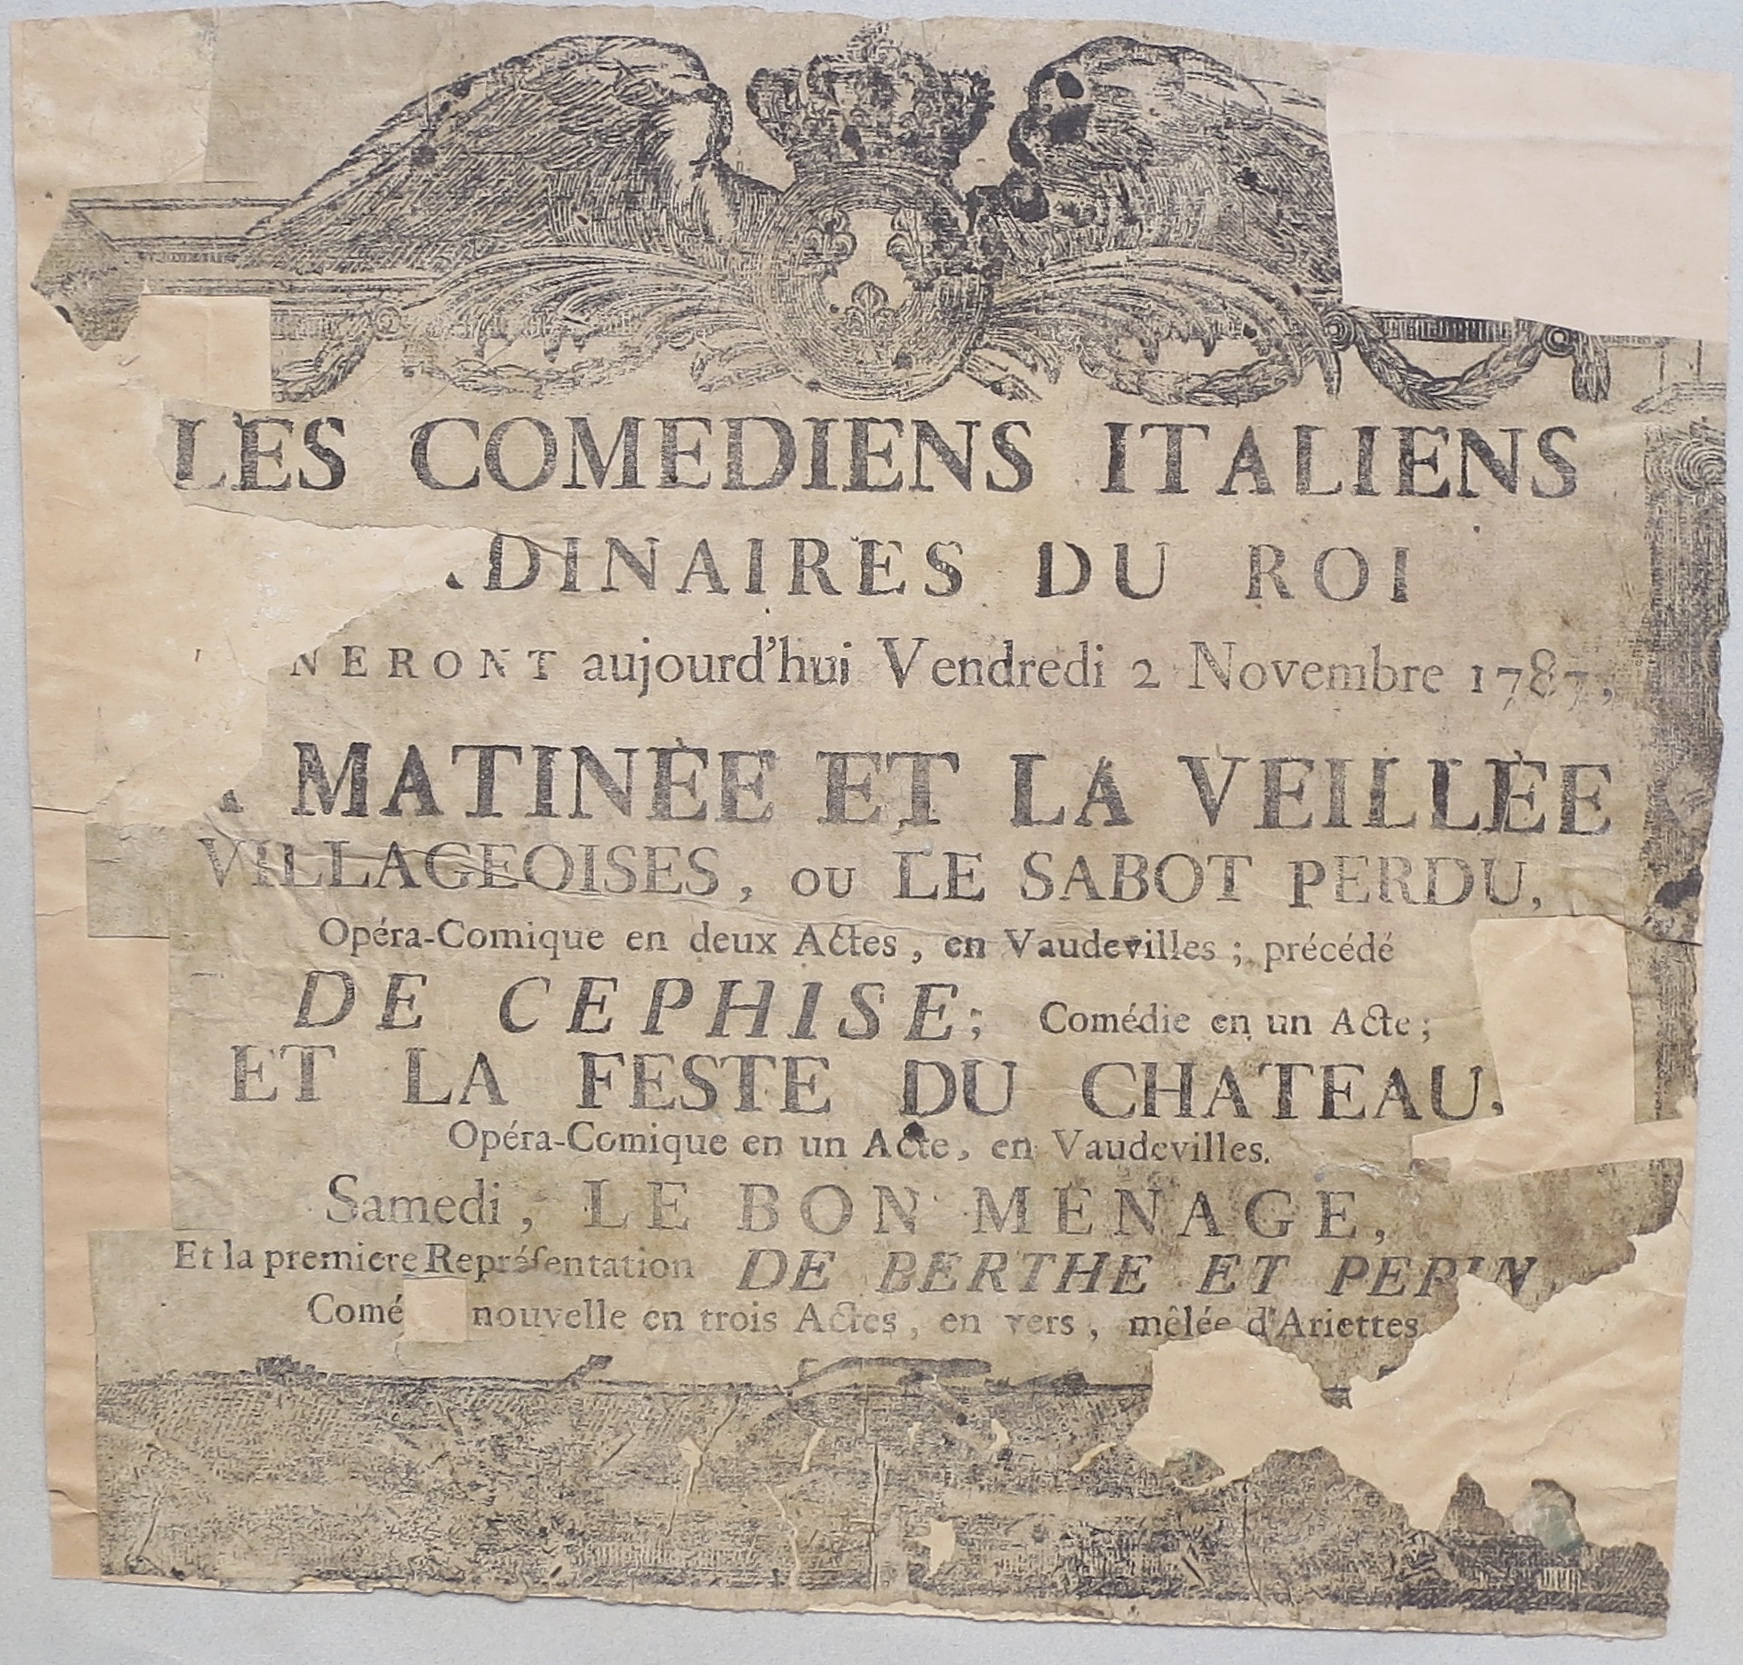 LES COMEDIENS ITALIENS
DINAIRES DU ROI
NERONT aujourd'hui Vendredi 2 Novembre 1787,
MATINÉE ET LA VEILLÉE
VILLAGEOISES, ou LE SABOT PERDU,
Opéra-Comique en deux Actes, en Vaudevilles; précédé
DE CEPHISE; Comédie en un Acte;
ET LA FESTE DU CHATEAU,
Opéra-Comique en un Acte, en Vaudevilles.
Samedi, LE BON MENAGE,
Et la premiere Repréſentation DE BERTHE ET PEPIN,
Comé nouvelle en trois Actes, en vers, mêlée d'Ariettes